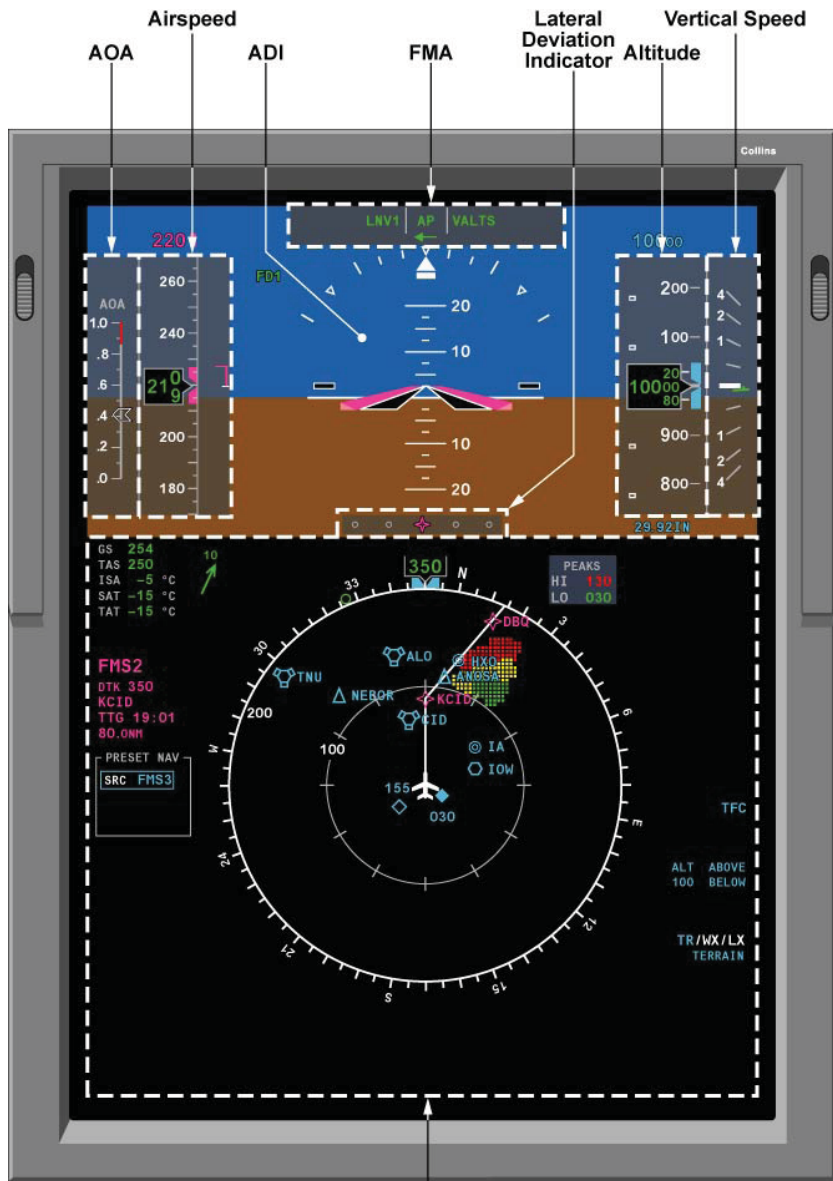 Airspeed
Lateral
Deviation
Indicator
Vertical Speed
AOA
ADI
FMA
Altitude
Collins
LNV1 AP VALTS
220
10000
FD1
AOA
1.0
.8
.6
.4
.2
.0
260
240
21 0
9
200
180
20
10
10
20
200
100
20
10000
80
900
800
4
2
1
1
2
4
29.92IN
GS 254
TAS 250
ISA -5 °C
SAT -15 °C
TAT -15 °C
10
350
PEAKS
HI 130
LO 030
33
N
3
6
E
12
15
S
21
24
W
30
DBQ
ALO
HXO
TNU
ANOSA
NEBOR
KCID
CID
200
100
IA
IOW
155
030
FMS2
DTK 350
KCID
TTG 19:01
80.0NM
PRESET NAV
SRC FMS3
TFC
ALT ABOVE
100 BELOW
TR/WX/LX
TERRAIN